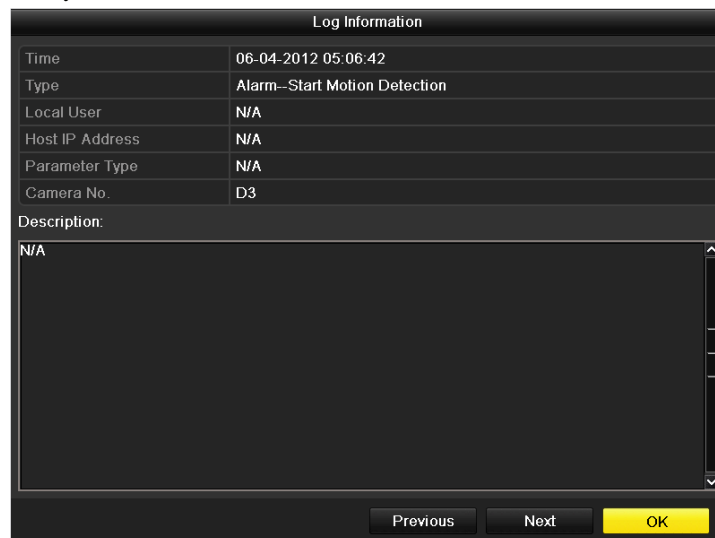 Log Information
Time 06-04-2012 05:06:42
Type Alarm--Start Motion Detection
Local User N/A
Host IP Address N/A
Parameter Type N/A
Camera No. D3
Description:
N/A
Previous Next OK